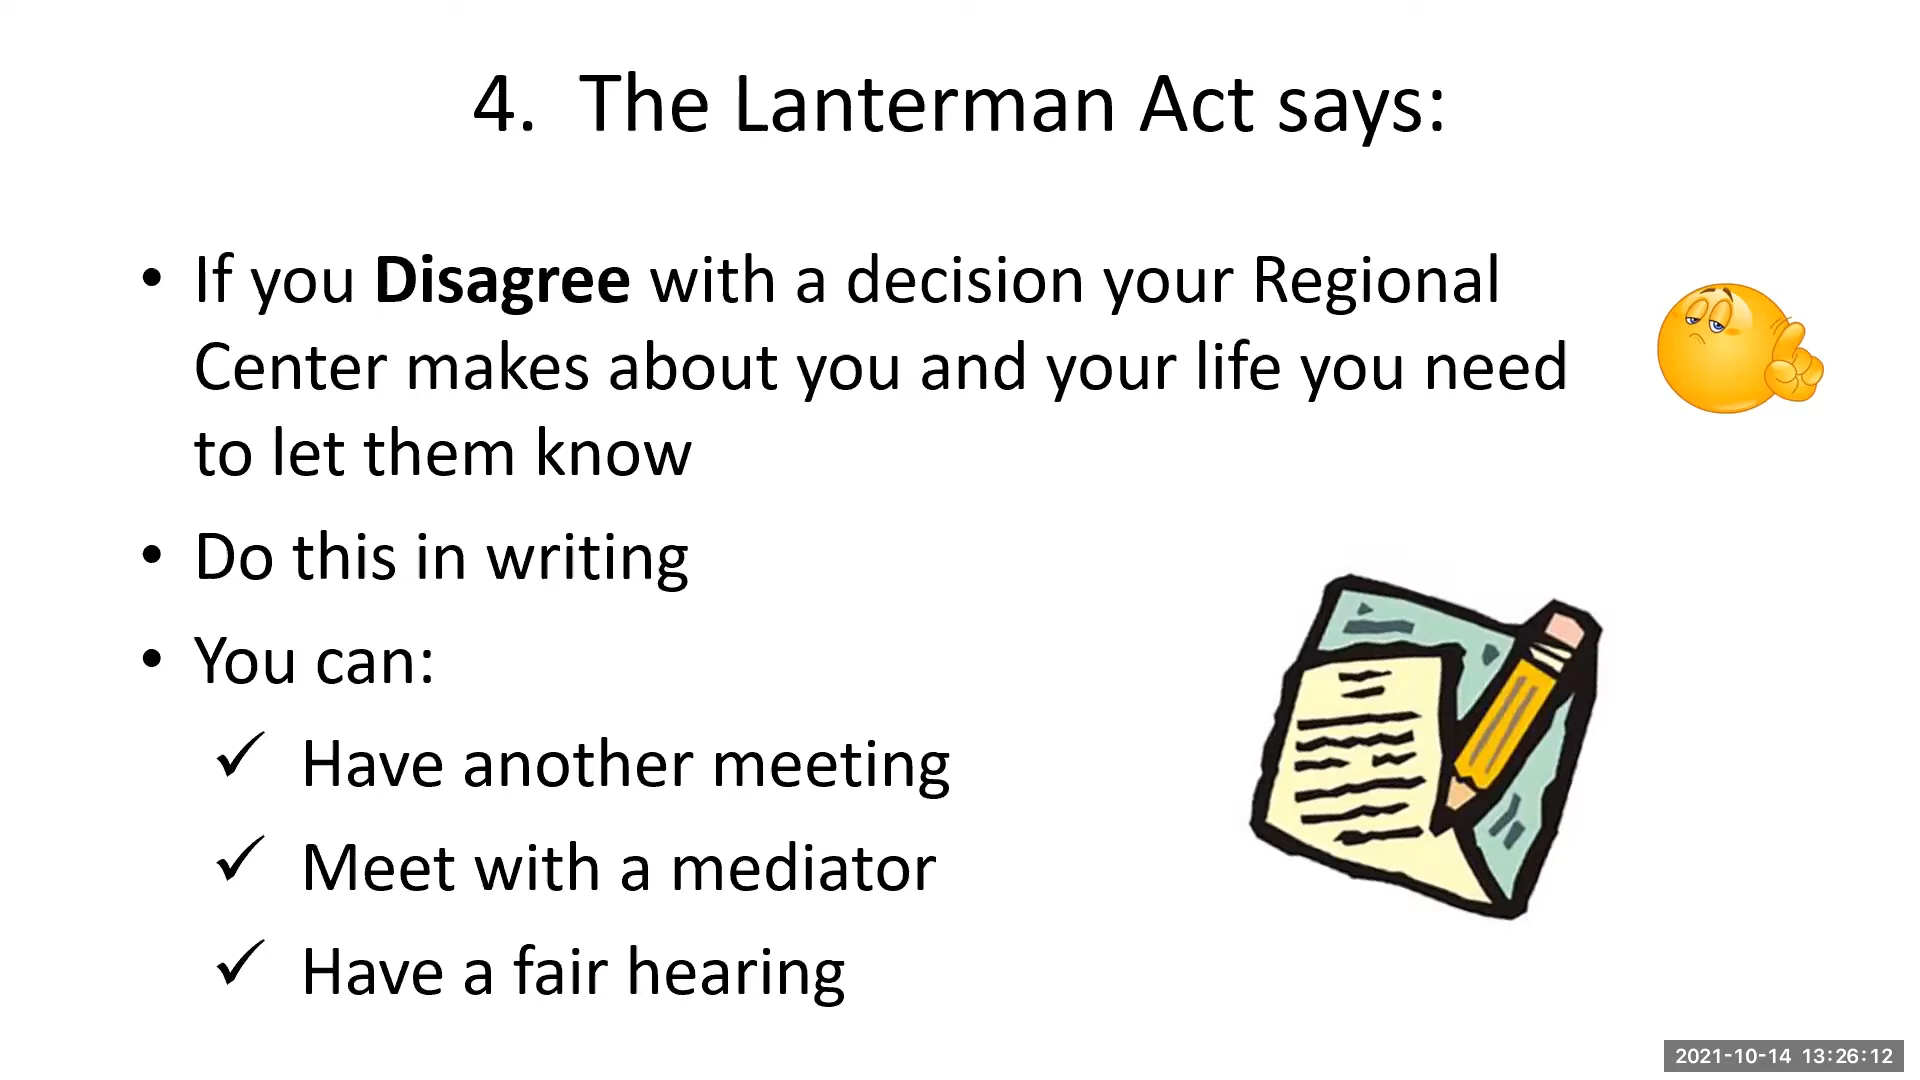 4. The Lanterman Act says:
• If you Disagree with a decision your Regional
Center makes about you and your life you need
to let them know
• Do this in writing
• You can:
✓ Have another meeting
✓ Meet with a mediator
✓ Have a fair hearing
2021-10-14 13:26:12